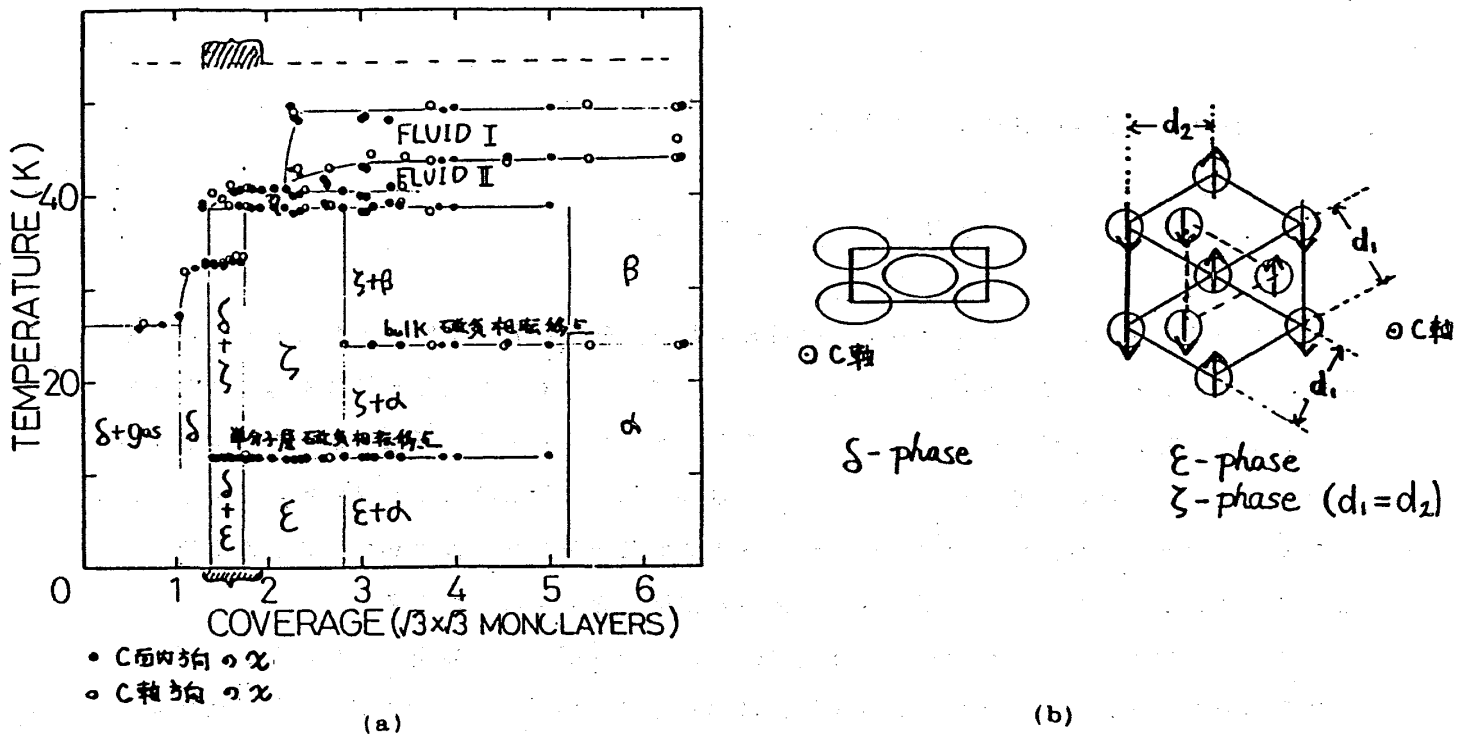 TEMPERATURE (K)
40
20
0
FLUID I
FLUID II
δ+gas
δ
δ+ζ
ζ
ζ+β
β
bulk 磁気相転移点
ζ+α
α
単分子層磁気相転移点
δ+ε
ε
ε+α
1 2 3 4 5 6
COVERAGE (√3×√3 MONOLAYERS)
• C面内方向のχ
○ C軸方向のχ
(a)
⊙ C軸
δ-phase
d₂
d₁
d₁
⊙ C軸
ε-phase
ζ-phase (d₁=d₂)
(b)